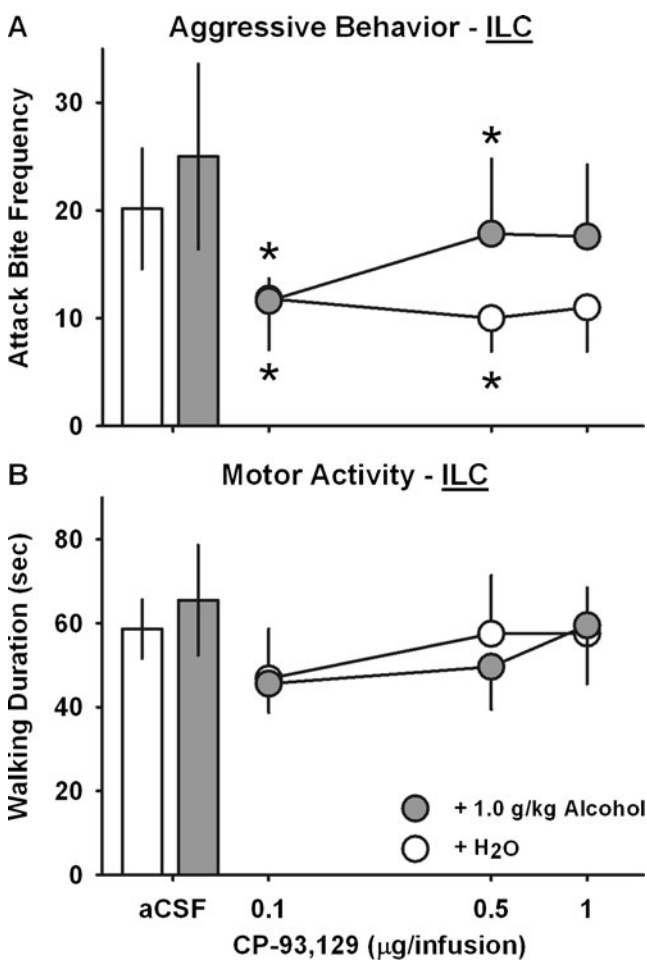 A Aggressive Behavior - ILC
Attack Bite Frequency
30
20
10
0
*
*
*
*
B Motor Activity - ILC
Walking Duration (sec)
80
60
40
20
0
+ 1.0 g/kg Alcohol
+ H₂O
aCSF 0.1 0.5 1
CP-93,129 (μg/infusion)